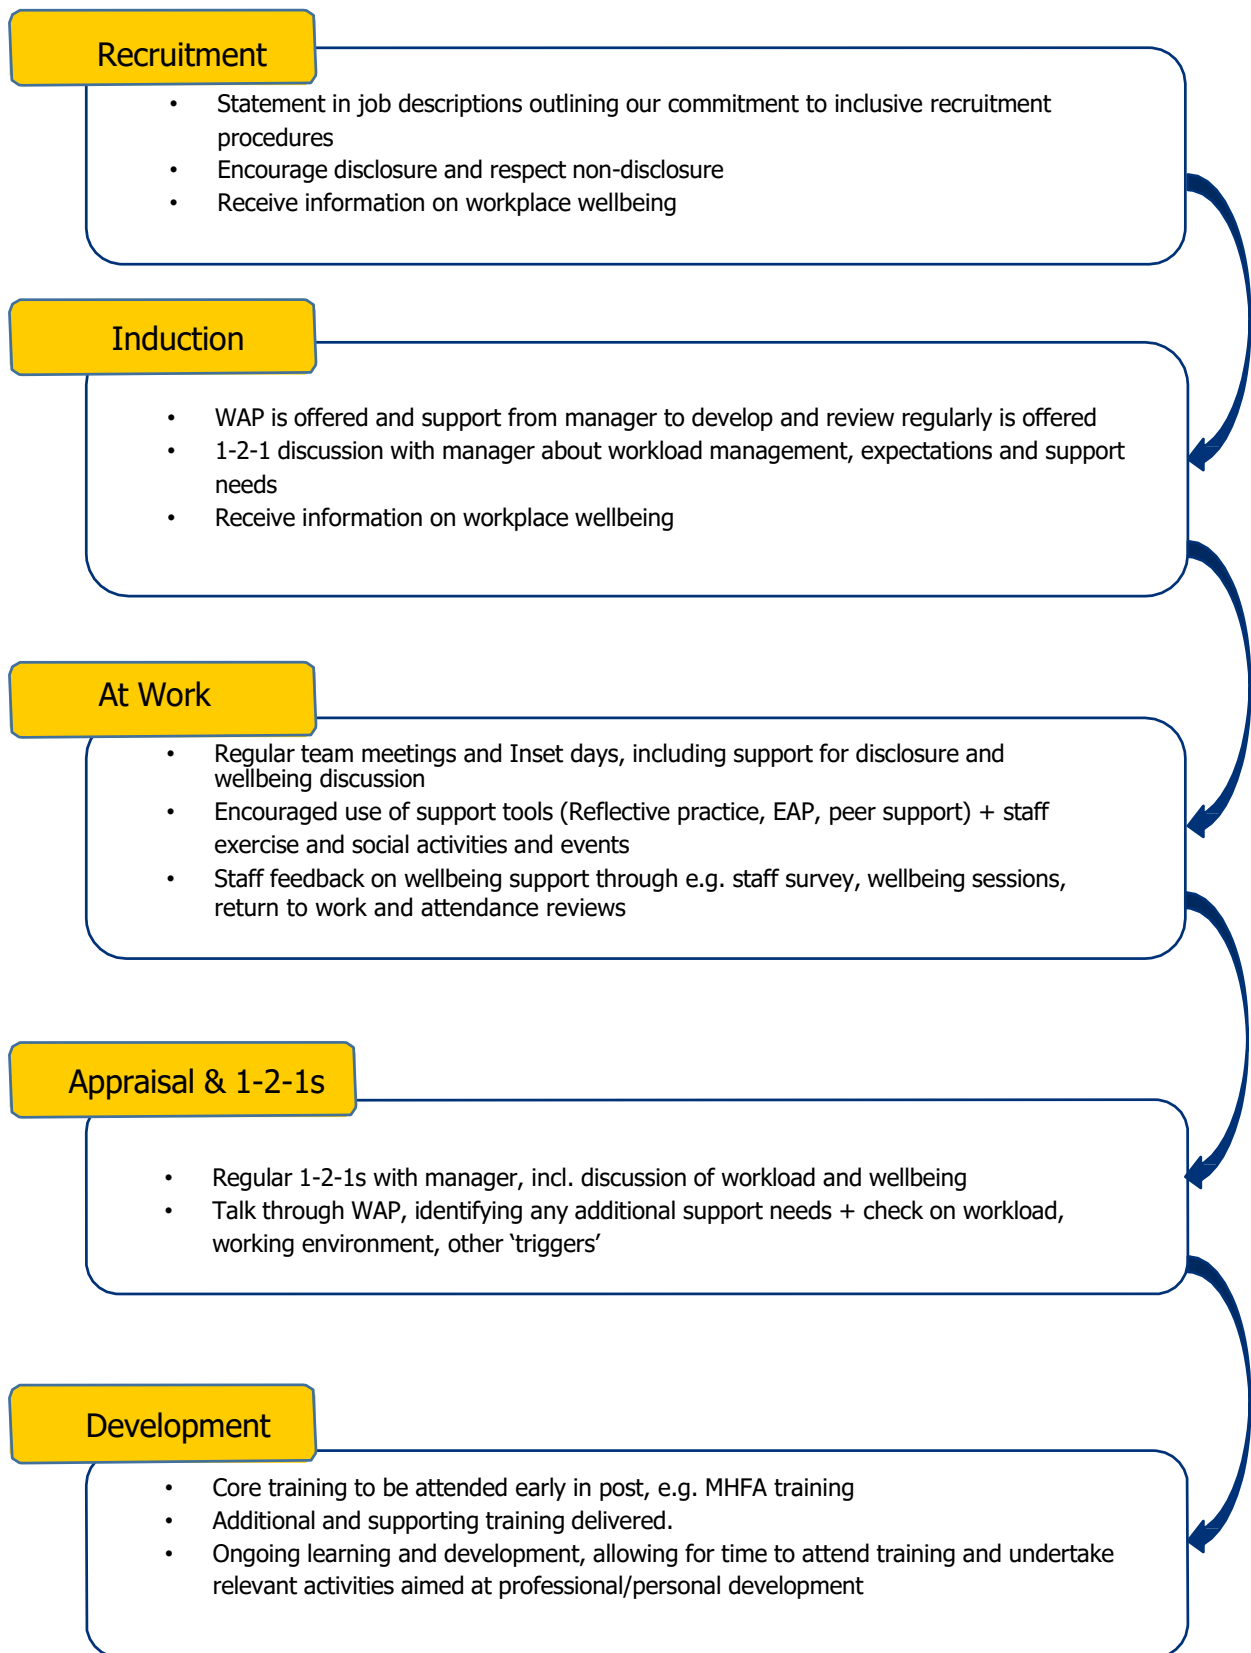 Recruitment
• Statement in job descriptions outlining our commitment to inclusive recruitment
procedures
• Encourage disclosure and respect non-disclosure
• Receive information on workplace wellbeing
Induction
• WAP is offered and support from manager to develop and review regularly is offered
• 1-2-1 discussion with manager about workload management, expectations and support
needs
• Receive information on workplace wellbeing
At Work
• Regular team meetings and Inset days, including support for disclosure and
wellbeing discussion
• Encouraged use of support tools (Reflective practice, EAP, peer support) + staff
exercise and social activities and events
• Staff feedback on wellbeing support through e.g. staff survey, wellbeing sessions,
return to work and attendance reviews
Appraisal & 1-2-1s
• Regular 1-2-1s with manager, incl. discussion of workload and wellbeing
• Talk through WAP, identifying any additional support needs + check on workload,
working environment, other ‘triggers’
Development
• Core training to be attended early in post, e.g. MHFA training
• Additional and supporting training delivered.
• Ongoing learning and development, allowing for time to attend training and undertake
relevant activities aimed at professional/personal development